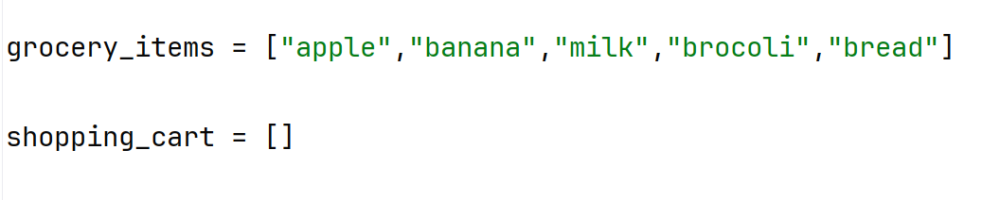 grocery_items = ["apple","banana","milk","brocoli","bread"]
shopping_cart = []